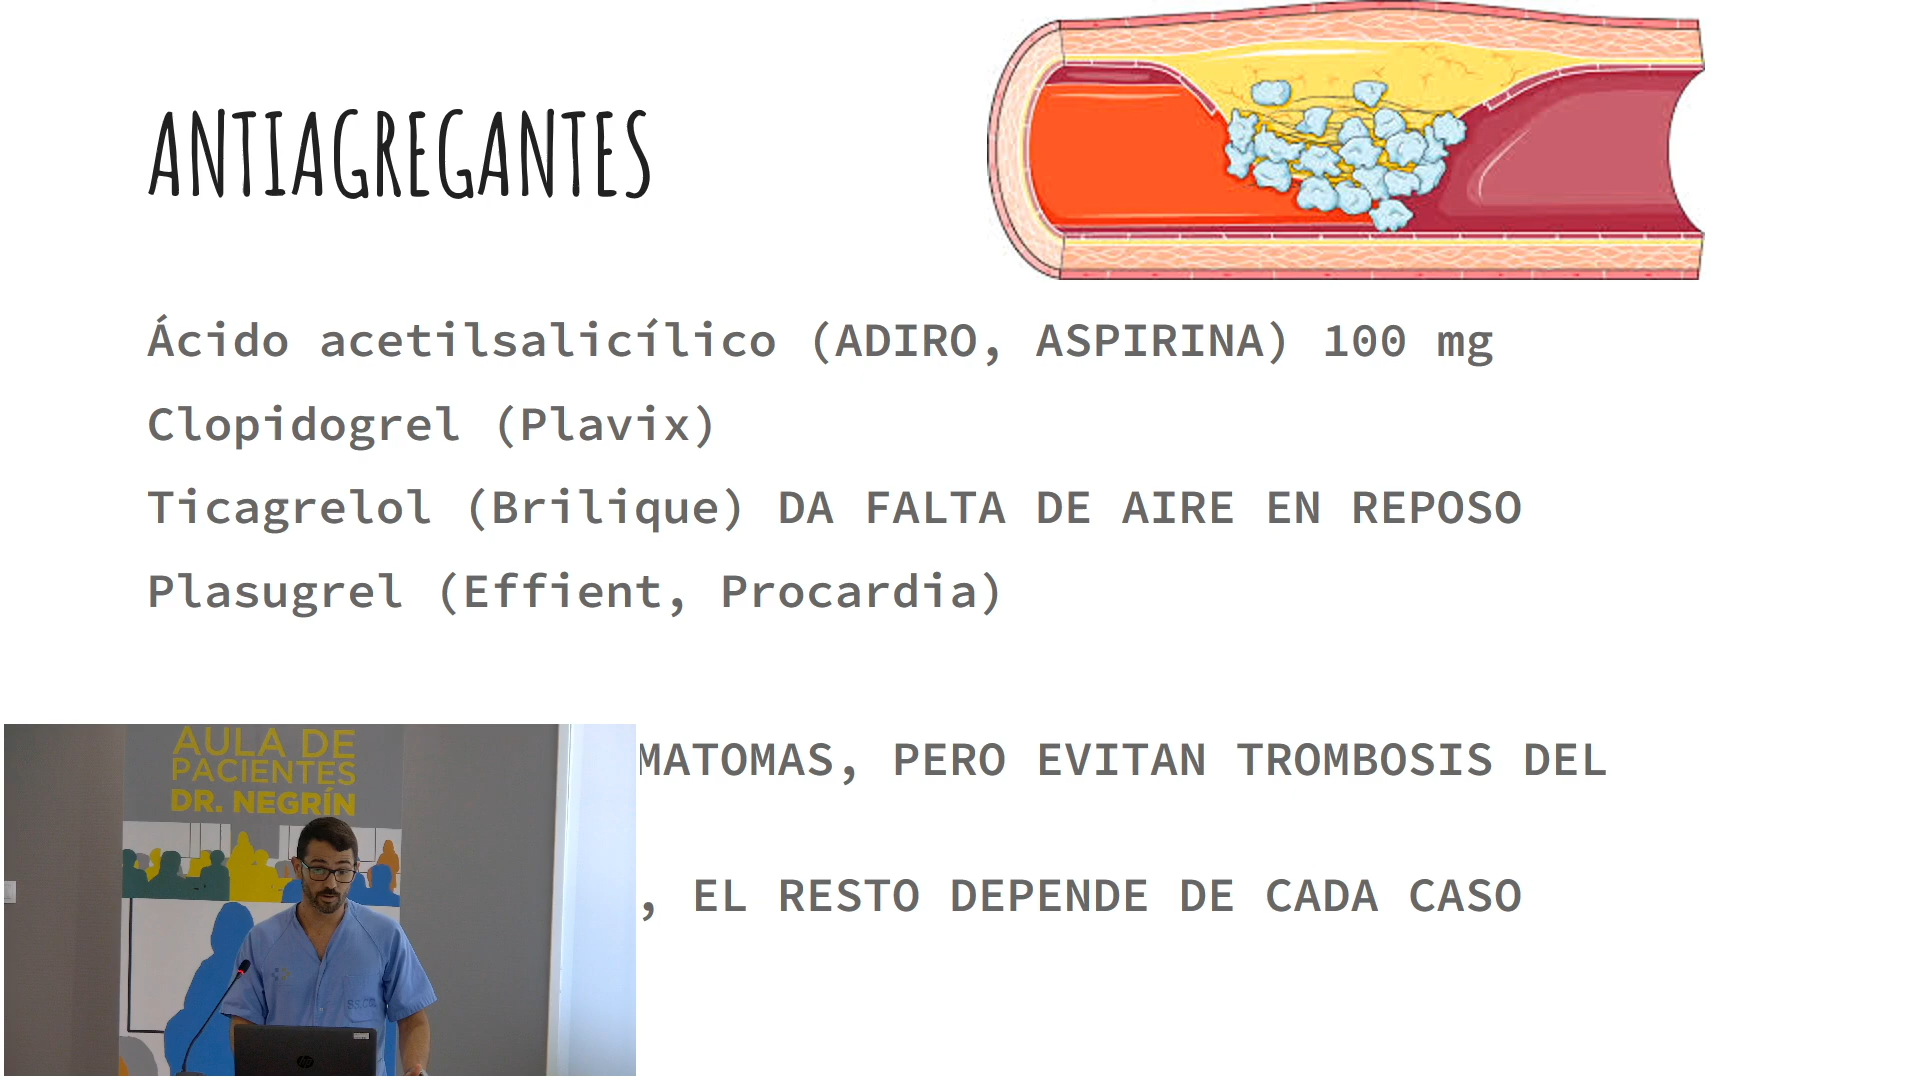 ANTIAGREGANTES
Ácido acetilsalicílico (ADIRO, ASPIRINA) 100 mg
Clopidogrel (Plavix)
Ticagrelol (Brilique) DA FALTA DE AIRE EN REPOSO
Plasugrel (Effient, Procardia)
MATOMAS, PERO EVITAN TROMBOSIS DEL
, EL RESTO DEPENDE DE CADA CASO
AULA DE
PACIENTES
DR. NEGRÍN
hp